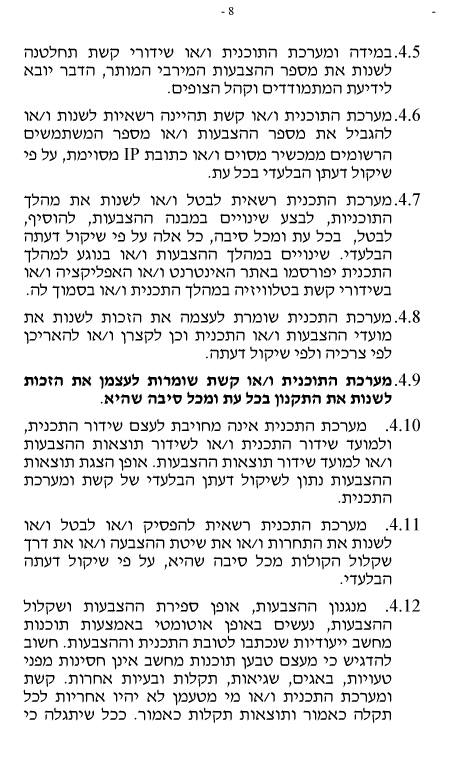 - 8 -
4.5. במידה ומערכת התוכנית ו/או שידורי קשת תחלטנה
לשנות את מספר ההצבעות המירבי המותר, הדבר יובא
לידיעת המתמודדים וקהל הצופים.
4.6. מערכת התוכנית ו/או קשת תהיינה רשאיות לשנות ו/או
להגביל את מספר ההצבעות ו/או מספר המשתמשים
הרשומים ממכשיר מסוים ו/או כתובת IP מסוימת, על פי
שיקול דעתן הבלעדי בכל עת.
4.7. מערכת התכנית רשאית לבטל ו/או לשנות את מהלך
התוכניות, לבצע שינויים במבנה ההצבעות, להוסיף,
לבטל, בכל עת ומכל סיבה, כל אלה על פי שיקול דעתה
הבלעדי. שינויים במהלך ההצבעות ו/או בנוגע למהלך
התכנית יפורסמו באתר האינטרנט ו/או האפליקציה ו/או
בשידורי קשת בטלוויזיה במהלך התכנית ו/או בסמוך לה.
4.8. מערכת התכנית שומרת לעצמה את הזכות לשנות את
מועדי ההצבעות ו/או התכנית וכן לקצרן ו/או להאריכן
לפי צרכיה ולפי שיקול דעתה.
4.9. מערכת התוכנית ו/או קשת שומרות לעצמן את הזכות
לשנות את התקנון בכל עת ומכל סיבה שהיא.
4.10. מערכת התכנית אינה מחויבת לעצם שידור התכנית,
ולמועד שידור התכנית ו/או לשידור תוצאות ההצבעות
ו/או למועד שידור תוצאות ההצבעות. אופן הצגת תוצאות
ההצבעות נתון לשיקול דעתן הבלעדי של קשת ומערכת
התכנית.
4.11. מערכת התכנית רשאית להפסיק ו/או לבטל ו/או
לשנות את התחרות ו/או את שיטת ההצבעה ו/או את דרך
שקלול הקולות מכל סיבה שהיא, על פי שיקול דעתה
הבלעדי.
4.12. מנגנון ההצבעות, אופן ספירת ההצבעות ושקלול
ההצבעות, נעשים באופן אוטומטי באמצעות תוכנות
מחשב ייעודיות שנכתבו לטובת התכנית וההצבעות. חשוב
להדגיש כי מעצם טבען תוכנות מחשב אינן חסינות מפני
טעויות, באגים, שגיאות, תקלות ובעיות אחרות. קשת
ומערכת התכנית ו/או מי מטעמן לא יהיו אחריות לכל
תקלה כאמור ותוצאות תקלות כאמור. ככל שיתגלה כי